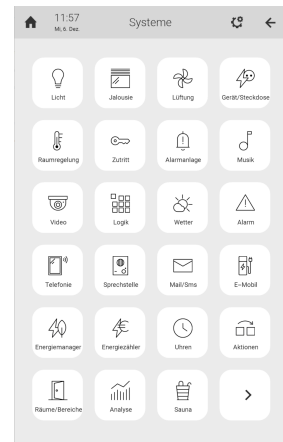 11:57
Mi, 6. Dez.
Systeme
Licht
Jalousie
Lüftung
Gerät/Steckdose
Raumregelung
Zutritt
Alarmanlage
Musik
Video
Logik
Wetter
Alarm
Telefonie
Sprechstelle
Mail/Sms
E-Mobil
Energiemanager
Energiezähler
Uhren
Aktionen
Räume/Bereiche
Analyse
Sauna